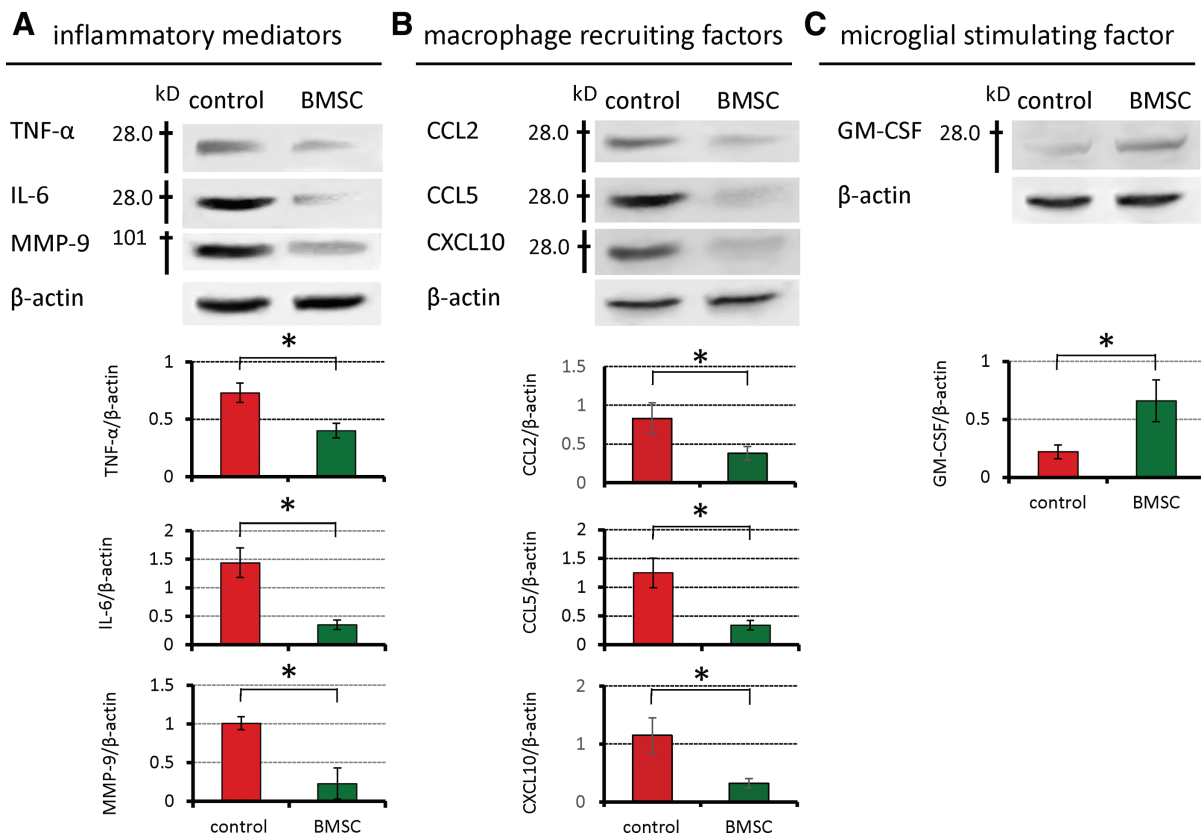 A inflammatory mediators
kD control BMSC
TNF-α 28.0
IL-6 28.0
MMP-9 101
β-actin
*
1
0.5
0
TNF-α/β-actin
*
2
1.5
1
0.5
0
IL-6/β-actin
*
1.5
1
0.5
0
MMP-9/β-actin
control BMSC
B macrophage recruiting factors
kD control BMSC
CCL2 28.0
CCL5 28.0
CXCL10 28.0
β-actin
*
1.5
1
0.5
0
CCL2/β-actin
*
2
1.5
1
0.5
0
CCL5/β-actin
*
2
1
0
CXCL10/β-actin
control BMSC
C microglial stimulating factor
kD control BMSC
GM-CSF 28.0
β-actin
*
1
0.5
0
GM-CSF/β-actin
control BMSC